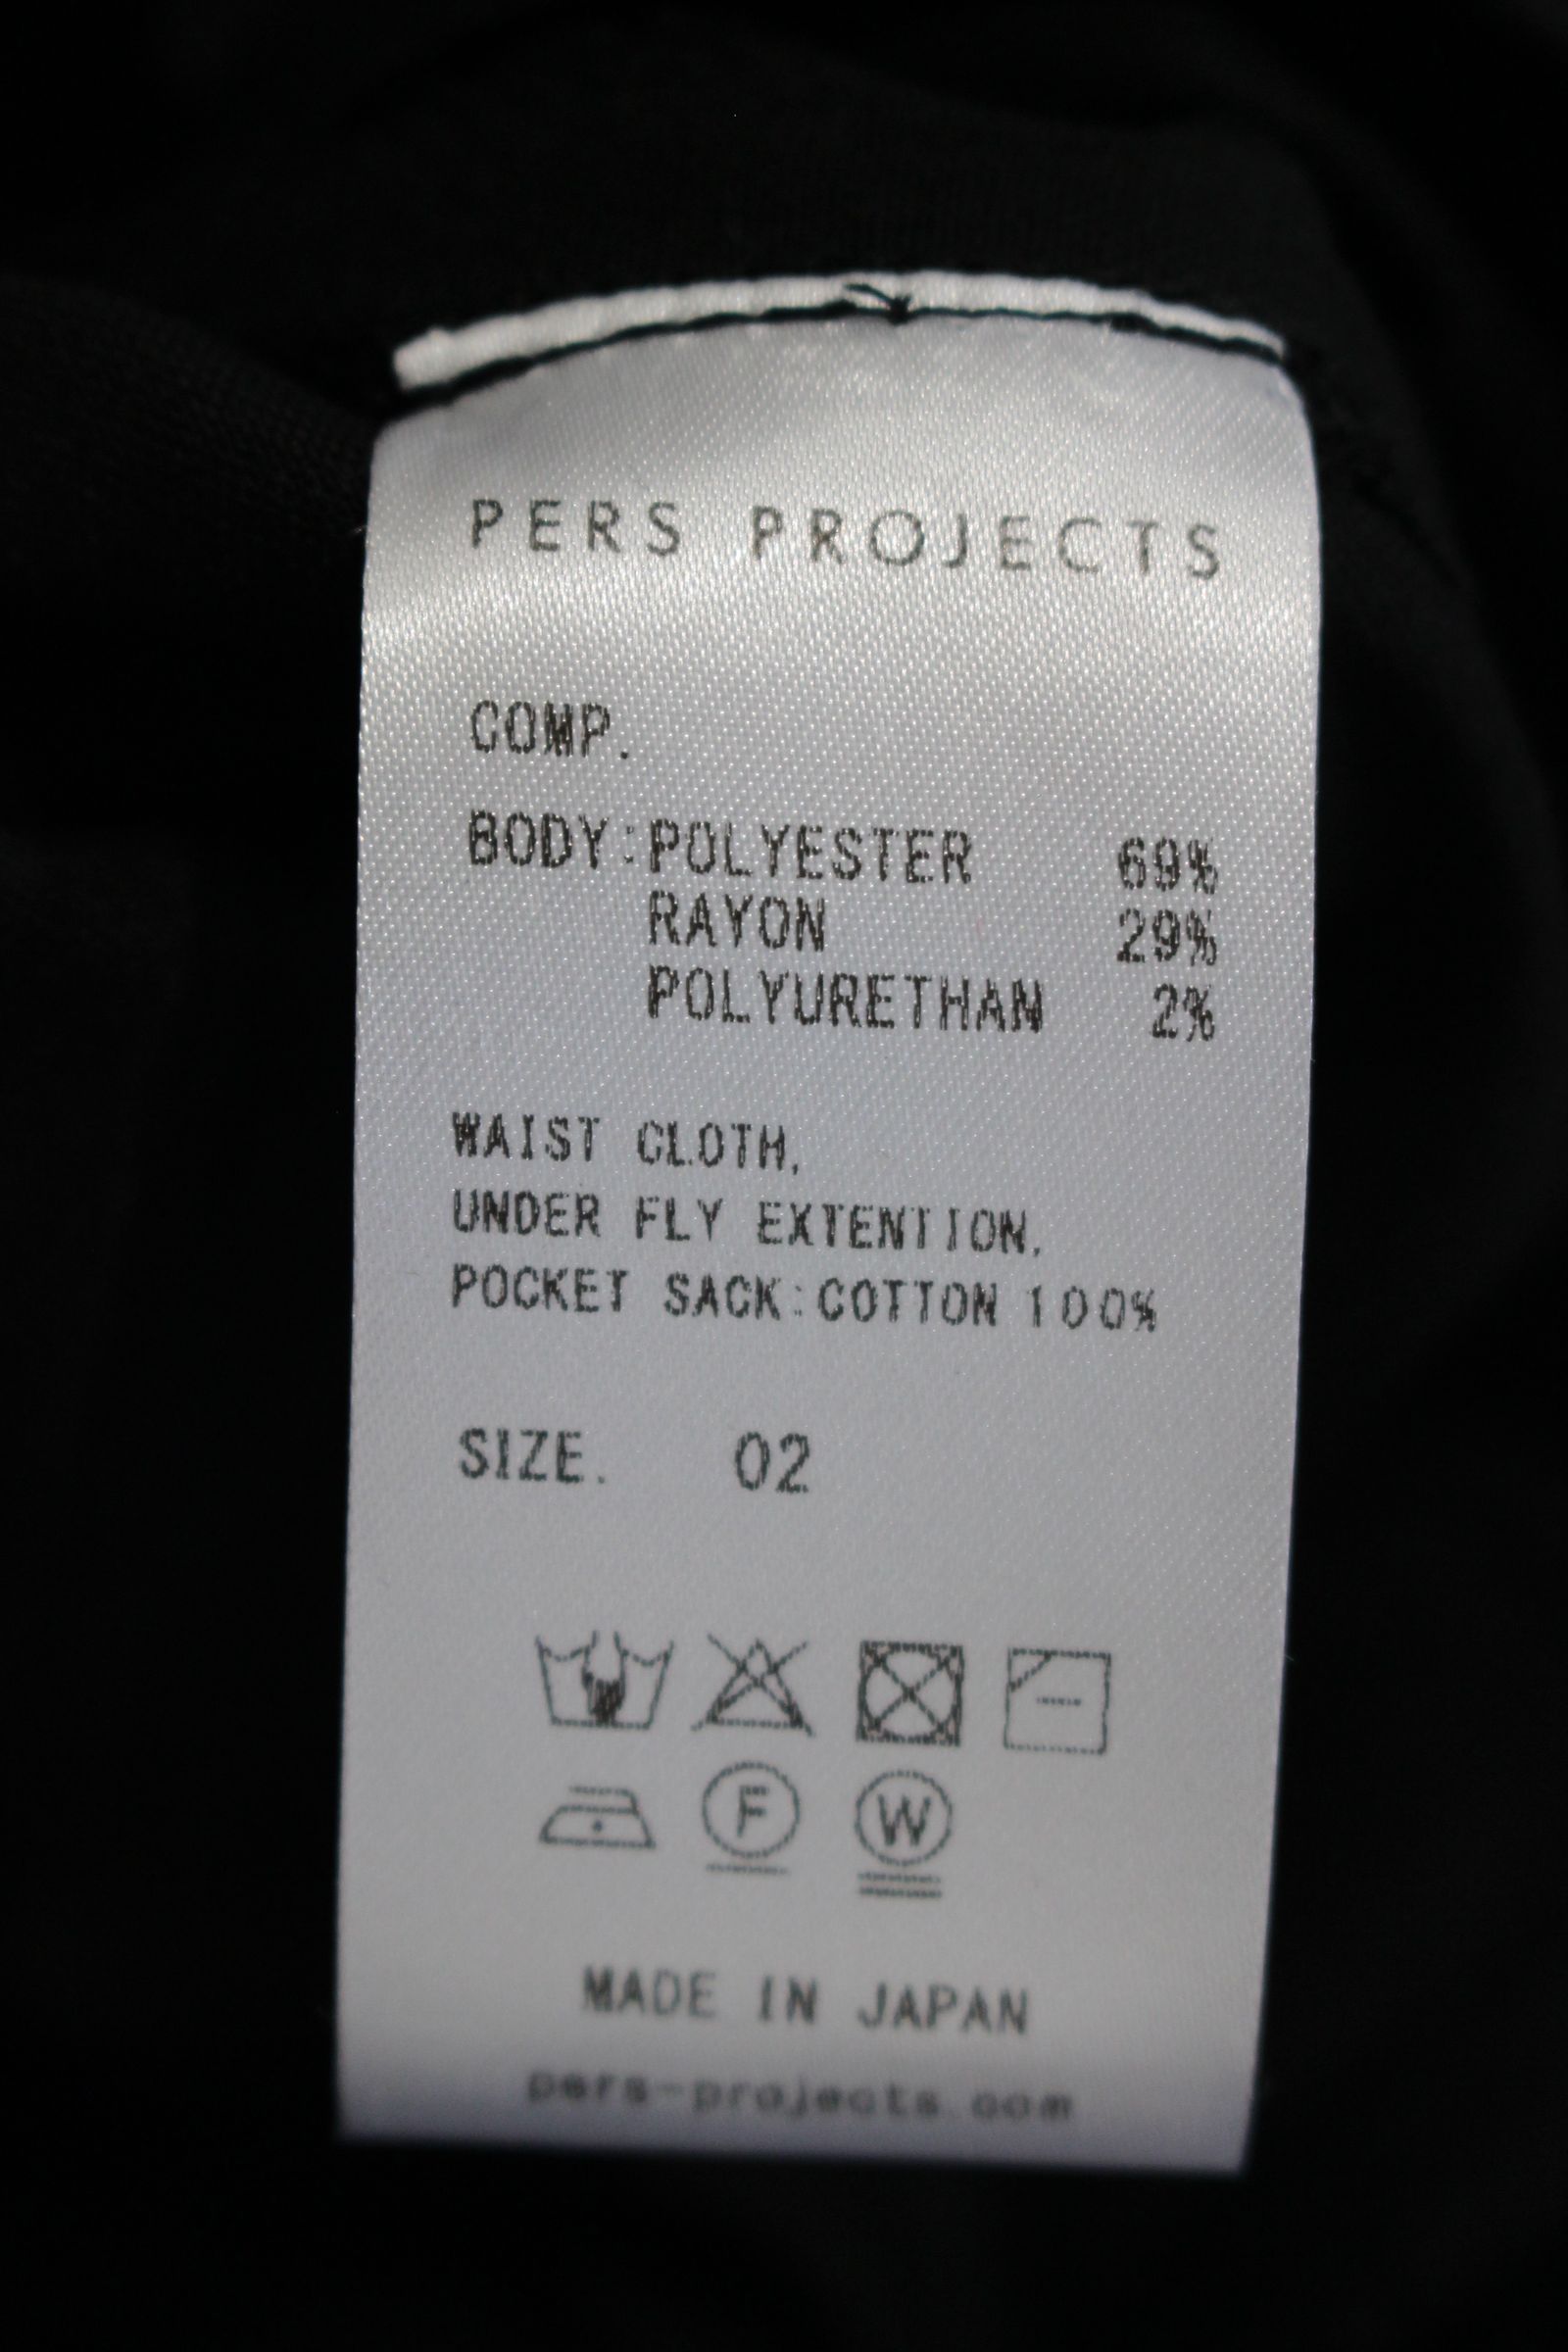 PERS PROJECTS
COMP.
BODY:POLYESTER 69%
RAYON 29%
POLYURETHAN 2%
WAIST CLOTH,
UNDER FLY EXTENTION,
POCKET SACK:COTTON 100%
SIZE. 02
F W
MADE IN JAPAN
pers-projects.com